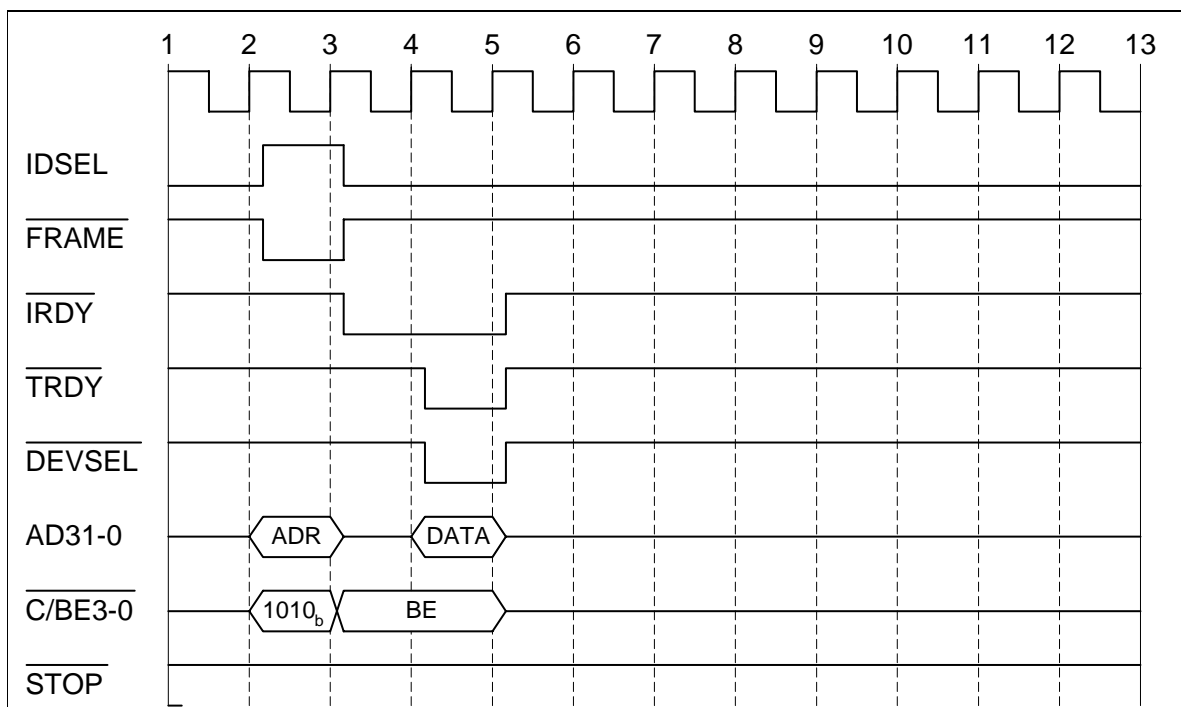 1 2 3 4 5 6 7 8 9 10 11 12 13
IDSEL
FRAME
IRDY
TRDY
DEVSEL
AD31-0 ADR DATA
C/BE3-0 1010b BE
STOP